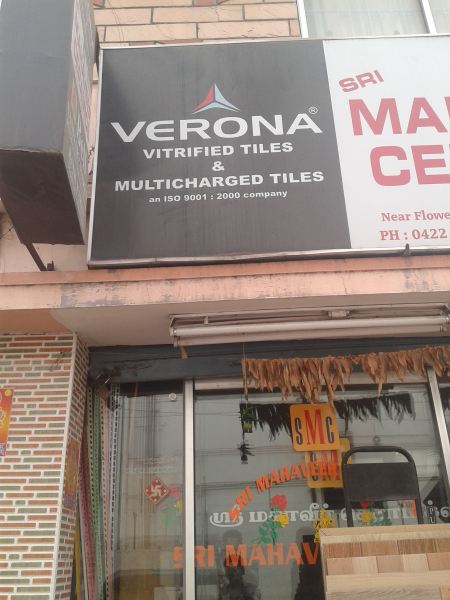 VERONA®
VITRIFIED TILES
&
MULTICHARGED TILES
an ISO 9001 : 2000 company
SRI
MA
CE
Near Flowe
PH : 0422
SMC
SRI MAHAVEER
ஸ்ரீ மகாவீர்
SRI MAHAV